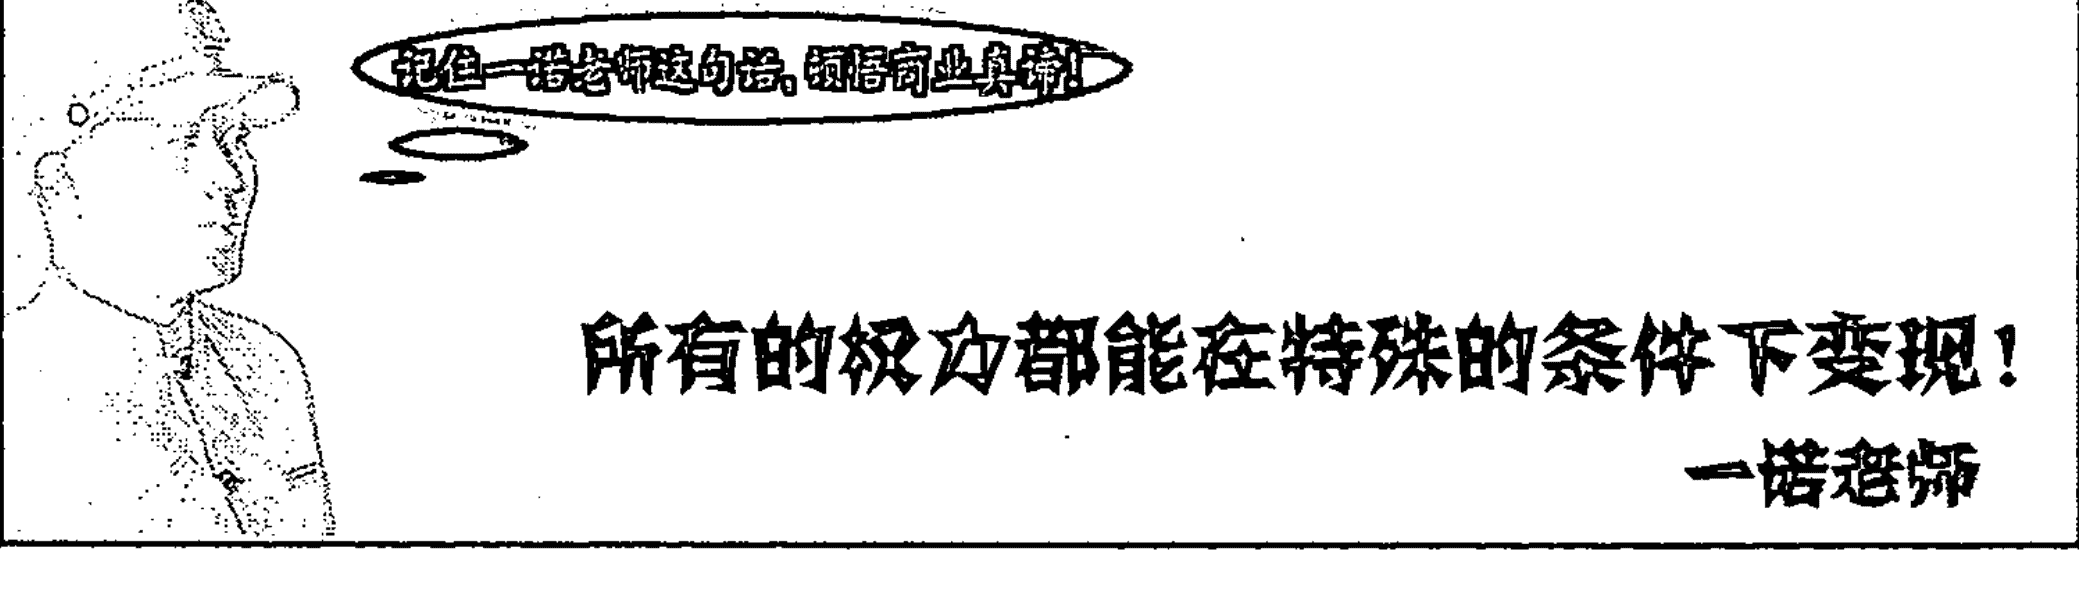 记住一诺老师这句话,领悟商业真谛!
所有的权力都能在特殊的条件下变现!
一诺老师